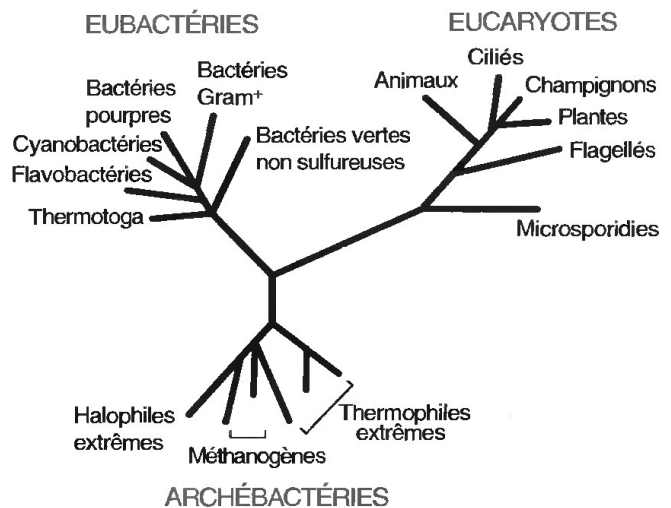 EUBACTÉRIES
EUCARYOTES
Bactéries
Gram+
Bactéries
pourpres
Cyanobactéries
Flavobactéries
Thermotoga
Bactéries vertes
non sulfureuses
Animaux
Ciliés
Champignons
Plantes
Flagellés
Microsporidies
Halophiles
extrêmes
Méthanogènes
Thermophiles
extrêmes
ARCHÉBACTÉRIES